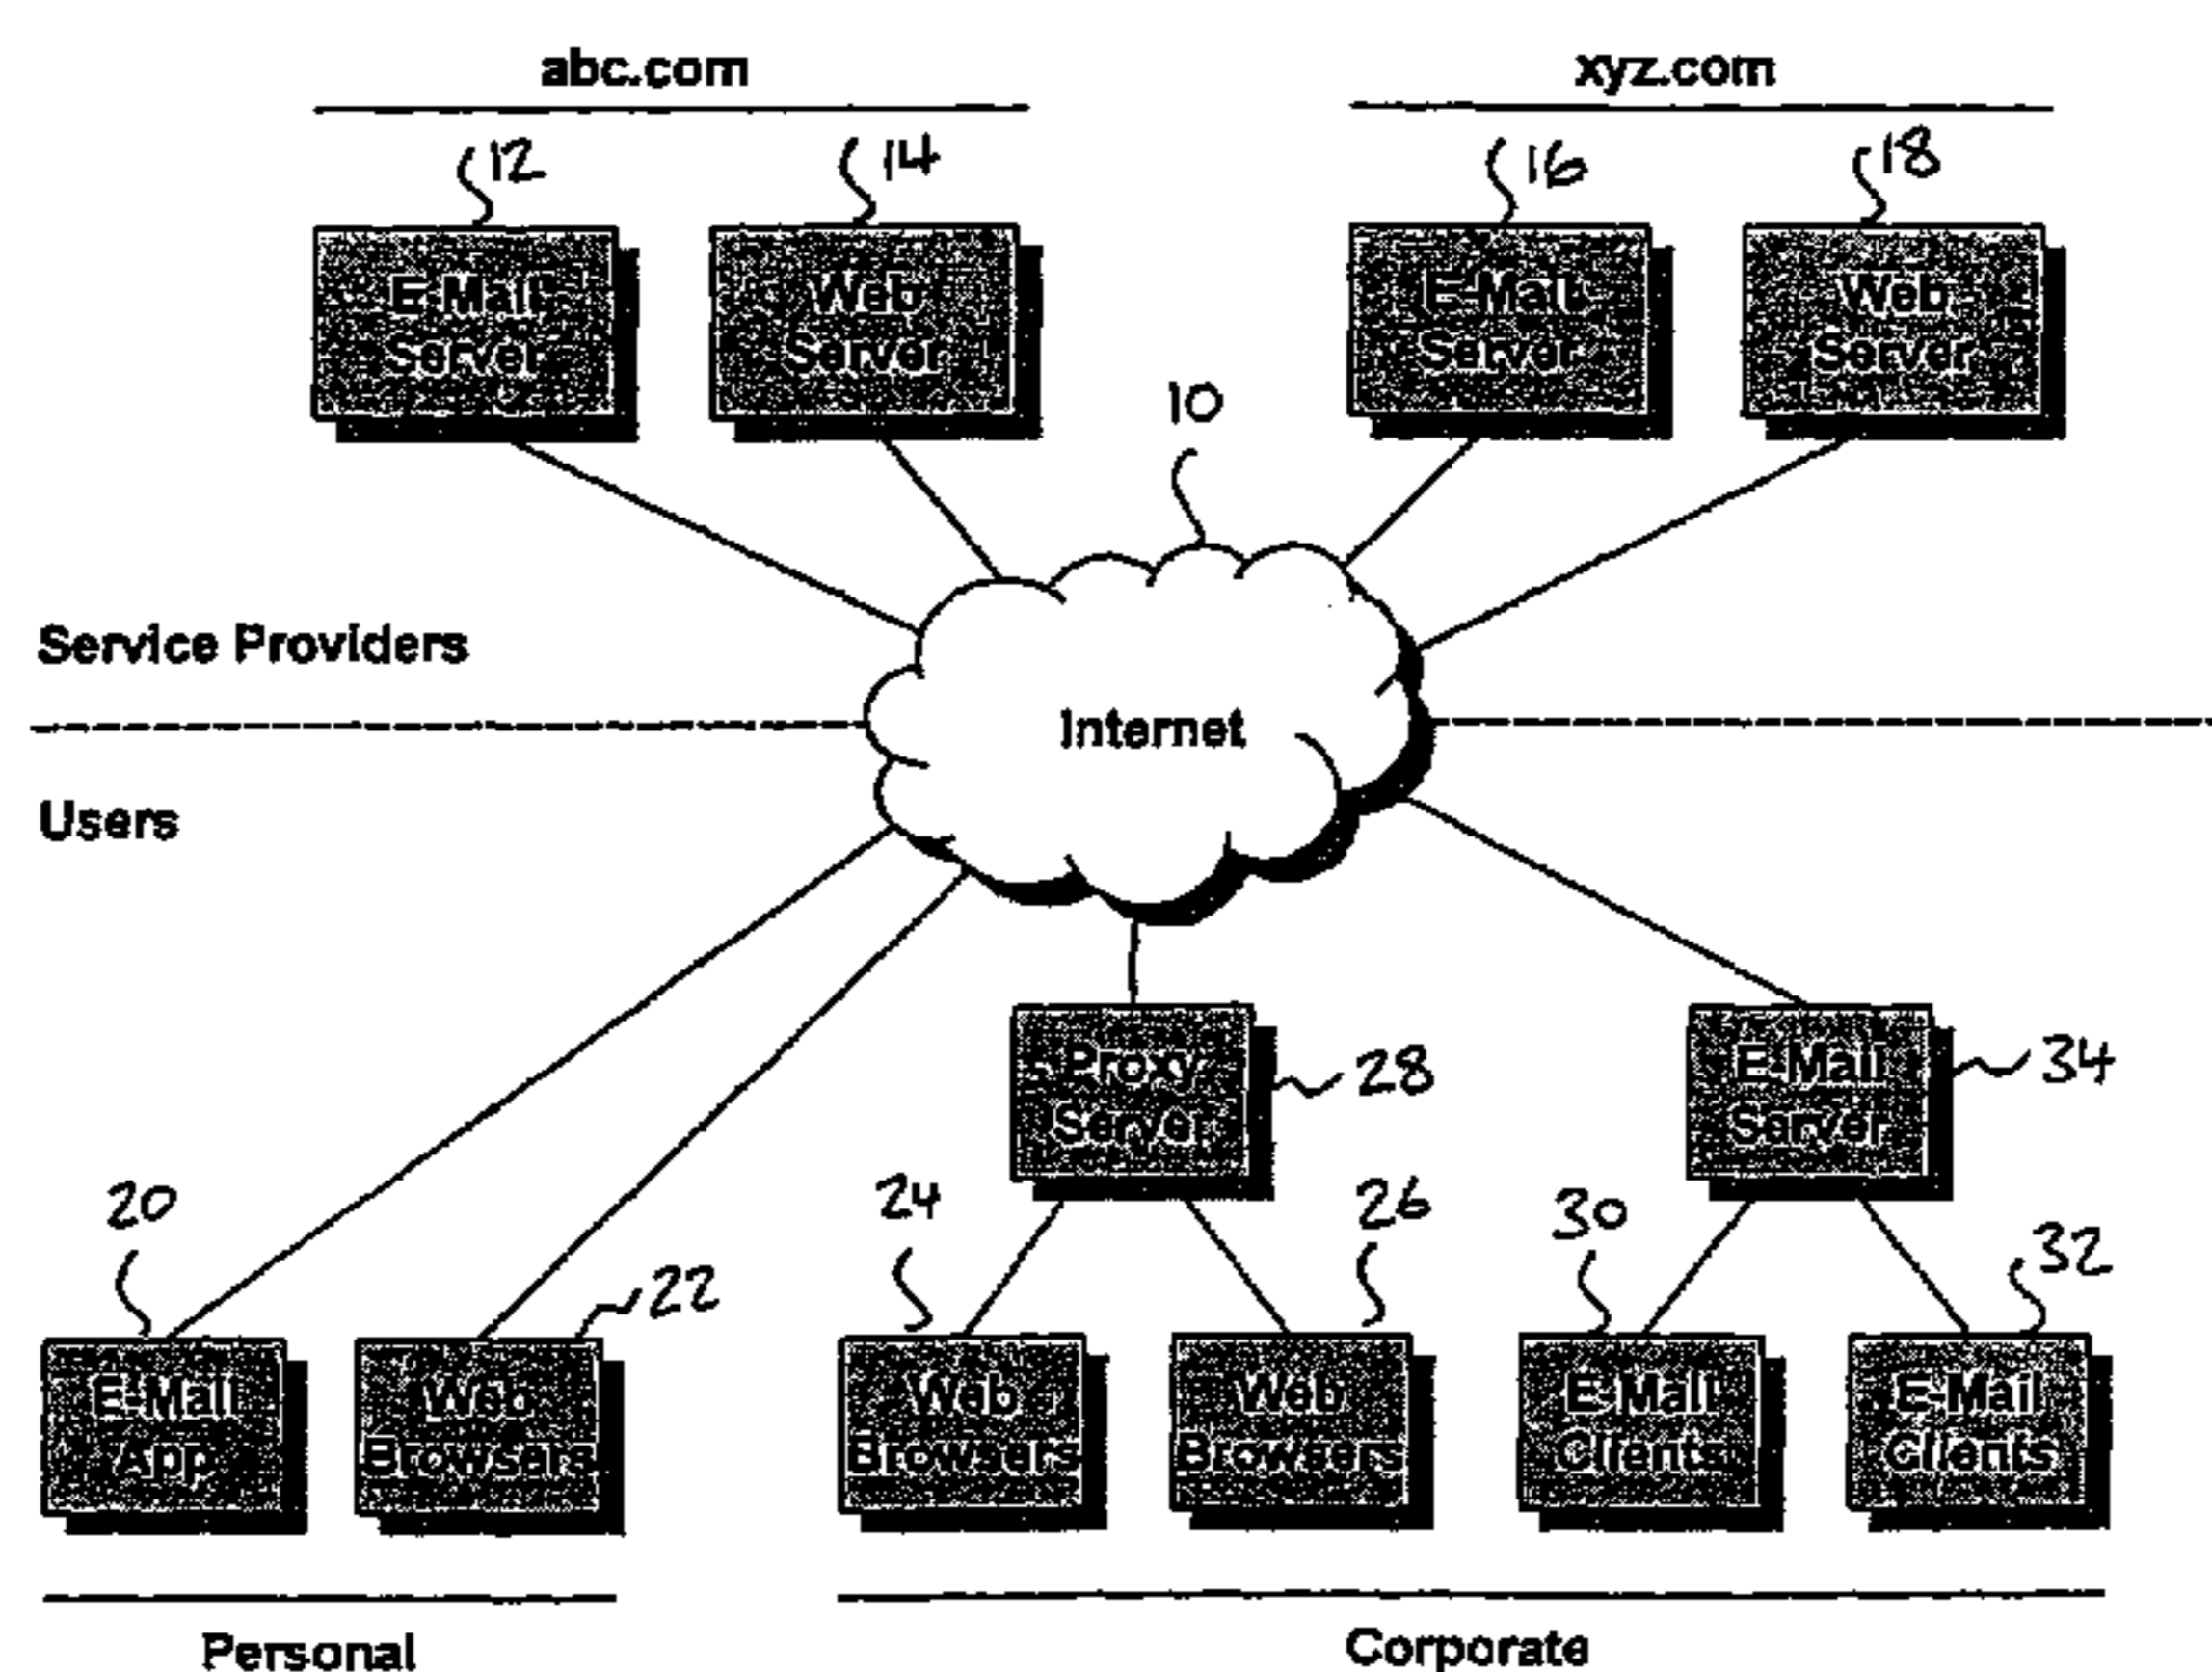 abc.com
xyz.com
12
14
16
18
E-Mail
Server
Web
Server
E-Mail
Server
Web
Server
10
Service Providers
Internet
Users
Proxy
Server
28
E-Mail
Server
34
20
22
24
26
30
32
E-Mail
App
Web
Browsers
Web
Browsers
Web
Browsers
E-Mail
Clients
E-Mail
Clients
Personal
Corporate